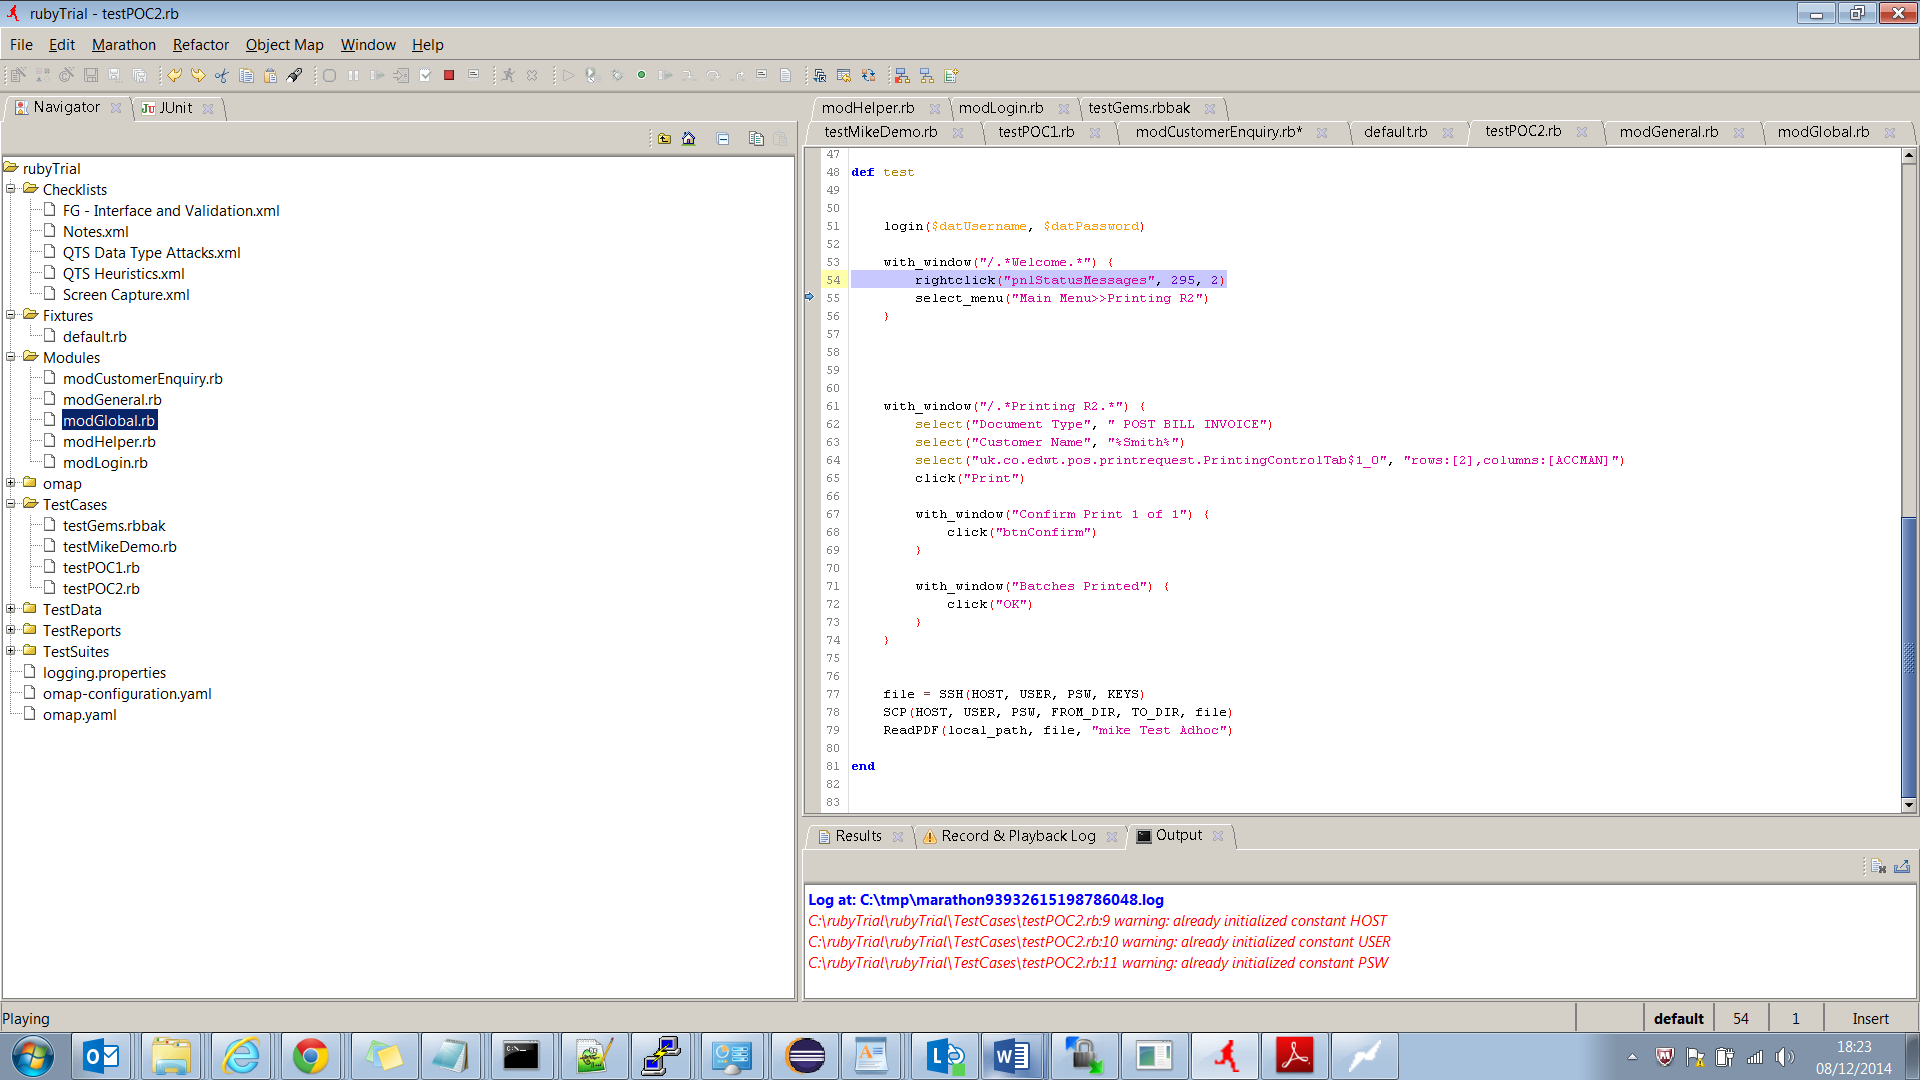 rubyTrial - testPOC2.rb
File Edit Marathon Refactor Object Map Window Help
Navigator JU JUnit
rubyTrial
Checklists
FG - Interface and Validation.xml
Notes.xml
QTS Data Type Attacks.xml
QTS Heuristics.xml
Screen Capture.xml
Fixtures
default.rb
Modules
modCustomerEnquiry.rb
modGeneral.rb
modGlobal.rb
modHelper.rb
modLogin.rb
omap
TestCases
testGems.rbbak
testMikeDemo.rb
testPOC1.rb
testPOC2.rb
TestData
TestReports
TestSuites
logging.properties
omap-configuration.yaml
omap.yaml
modHelper.rb modLogin.rb testGems.rbbak
testMikeDemo.rb testPOC1.rb modCustomerEnquiry.rb* default.rb testPOC2.rb modGeneral.rb modGlobal.rb
47
48 def test
49
50
51 login($datUsername, $datPassword)
52
53 with_window("/.*Welcome.*") {
54 rightclick("pnlStatusMessages", 295, 2)
55 select_menu("Main Menu>>Printing R2")
56 }
57
58
59
60
61 with_window("/.*Printing R2.*") {
62 select("Document Type", " POST BILL INVOICE")
63 select("Customer Name", "%Smith%")
64 select("uk.co.edwt.pos.printrequest.PrintingControlTab$1_0", "rows:[2],columns:[ACCMAN]")
65 click("Print")
66
67 with_window("Confirm Print 1 of 1") {
68 click("btnConfirm")
69 }
70
71 with_window("Batches Printed") {
72 click("OK")
73 }
74 }
75
76
77 file = SSH(HOST, USER, PSW, KEYS)
78 SCP(HOST, USER, PSW, FROM_DIR, TO_DIR, file)
79 ReadPDF(local_path, file, "mike Test Adhoc")
80
81 end
82
83
Results Record & Playback Log Output
Log at: C:\tmp\marathon93932615198786048.log
C:\rubyTrial\rubyTrial\TestCases\testPOC2.rb:9 warning: already initialized constant HOST
C:\rubyTrial\rubyTrial\TestCases\testPOC2.rb:10 warning: already initialized constant USER
C:\rubyTrial\rubyTrial\TestCases\testPOC2.rb:11 warning: already initialized constant PSW
Playing default 54 1 Insert
18:23
08/12/2014